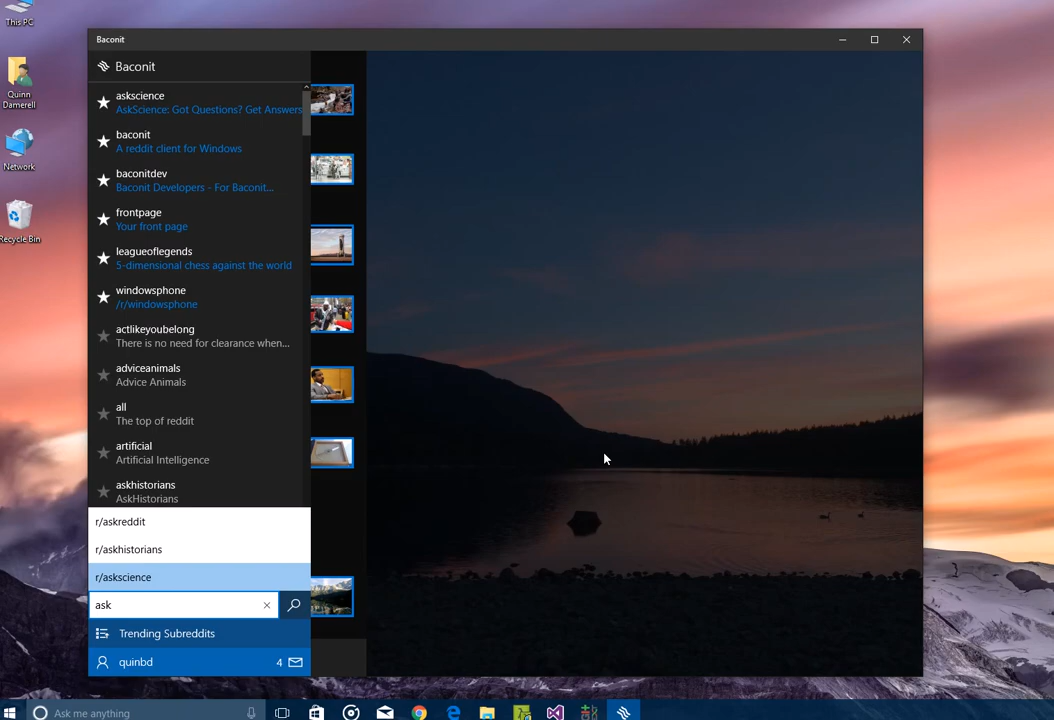 This PC
Quinn
Damerell
Network
Recycle Bin
Baconit
Baconit
askscience
AskScience: Got Questions? Get Answers
baconit
A reddit client for Windows
baconitdev
Baconit Developers - For Baconit...
frontpage
Your front page
leagueoflegends
5-dimensional chess against the world
windowsphone
/r/windowsphone
actlikeyoubelong
There is no need for clearance when...
adviceanimals
Advice Animals
all
The top of reddit
artificial
Artificial Intelligence
askhistorians
AskHistorians
r/askreddit
r/askhistorians
r/askscience
ask
Trending Subreddits
quinbd 4
Ask me anything